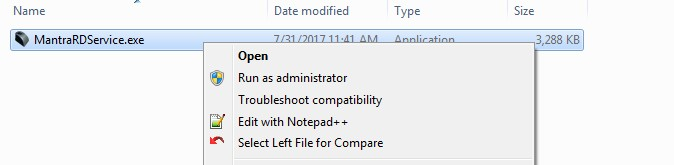 Name Date modified Type Size
MantraRDService.exe 7/31/2017 11:41 AM Application 3,288 KB
Open
Run as administrator
Troubleshoot compatibility
Edit with Notepad++
Select Left File for Compare